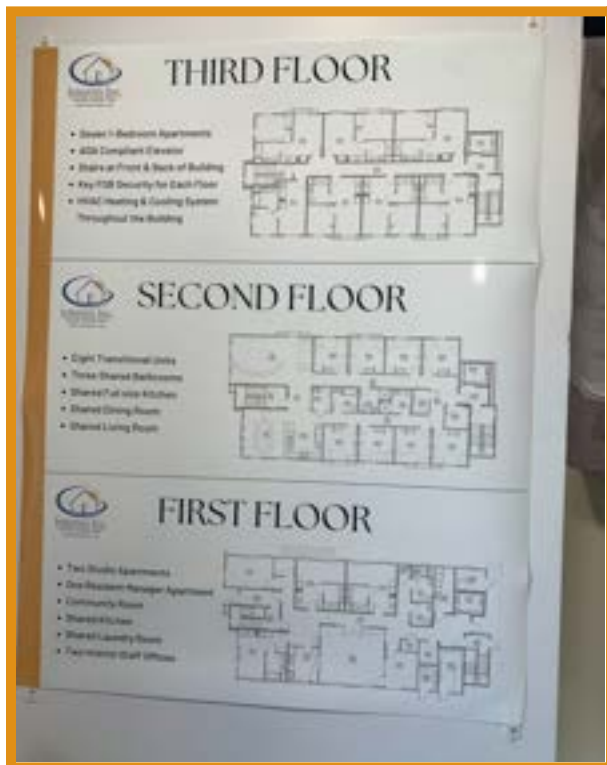 THIRD FLOOR
• Seven 1-Bedroom Apartments
• ADA Compliant Elevator
• Stairs at Front & Back of Building
• Key FOB Security for Each Floor
• HVAC Heating & Cooling System
Throughout the Building
SECOND FLOOR
• Eight Transitional Units
• Three Shared Bathrooms
• Shared Full size Kitchen
• Shared Dining Room
• Shared Living Room
FIRST FLOOR
• Two Studio Apartments
• One Resident Manager Apartment
• Community Room
• Shared Kitchen
• Shared Laundry Room
• Two Staff Offices